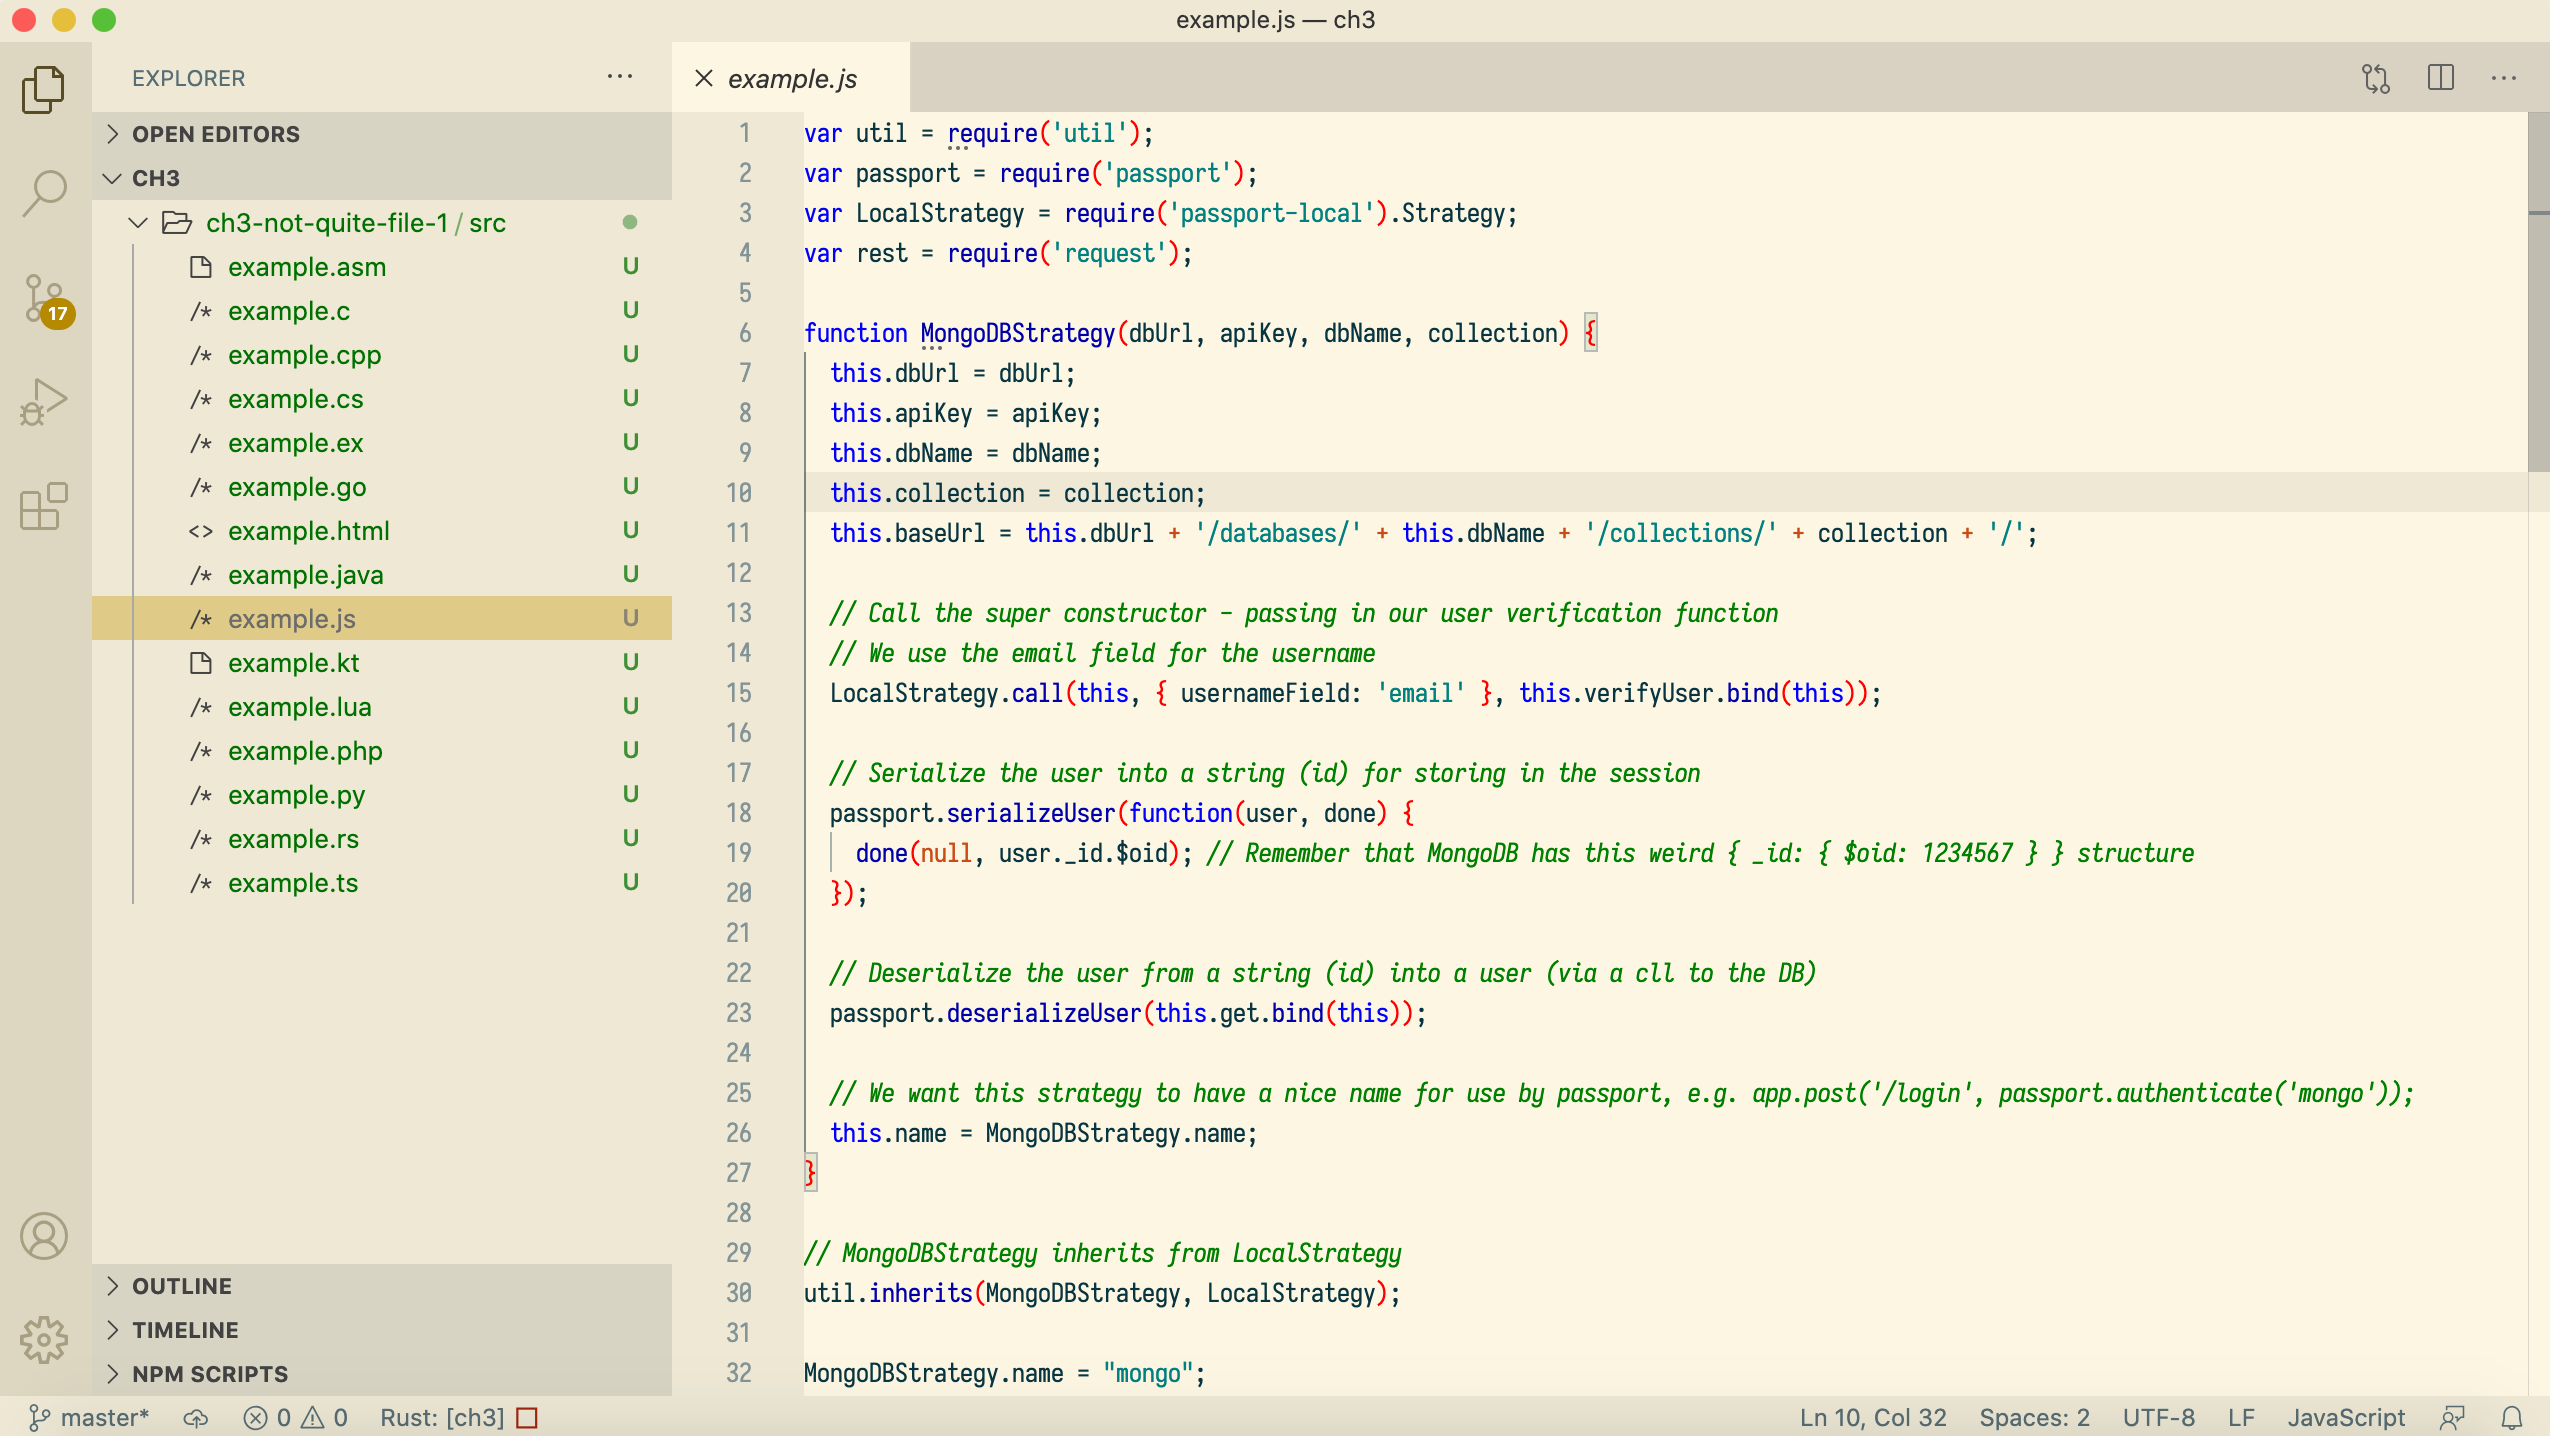 example.js — ch3
EXPLORER
OPEN EDITORS
CH3
ch3-not-quite-file-1 / src
example.asm U
/* example.c U
/* example.cpp U
/* example.cs U
/* example.ex U
/* example.go U
<> example.html U
/* example.java U
/* example.js U
example.kt U
/* example.lua U
/* example.php U
/* example.py U
/* example.rs U
/* example.ts U
17
OUTLINE
TIMELINE
NPM SCRIPTS
example.js
1 var util = require('util');
2 var passport = require('passport');
3 var LocalStrategy = require('passport-local').Strategy;
4 var rest = require('request');
5
6 function MongoDBStrategy(dbUrl, apiKey, dbName, collection) {
7 this.dbUrl = dbUrl;
8 this.apiKey = apiKey;
9 this.dbName = dbName;
10 this.collection = collection;
11 this.baseUrl = this.dbUrl + '/databases/' + this.dbName + '/collections/' + collection + '/';
12
13 // Call the super constructor - passing in our user verification function
14 // We use the email field for the username
15 LocalStrategy.call(this, { usernameField: 'email' }, this.verifyUser.bind(this));
16
17 // Serialize the user into a string (id) for storing in the session
18 passport.serializeUser(function(user, done) {
19 done(null, user._id.$oid); // Remember that MongoDB has this weird { _id: { $oid: 1234567 } } structure
20 });
21
22 // Deserialize the user from a string (id) into a user (via a cll to the DB)
23 passport.deserializeUser(this.get.bind(this));
24
25 // We want this strategy to have a nice name for use by passport, e.g. app.post('/login', passport.authenticate('mongo'));
26 this.name = MongoDBStrategy.name;
27 }
28
29 // MongoDBStrategy inherits from LocalStrategy
30 util.inherits(MongoDBStrategy, LocalStrategy);
31
32 MongoDBStrategy.name = "mongo";
master* 0 0 Rust: [ch3] Ln 10, Col 32 Spaces: 2 UTF-8 LF JavaScript